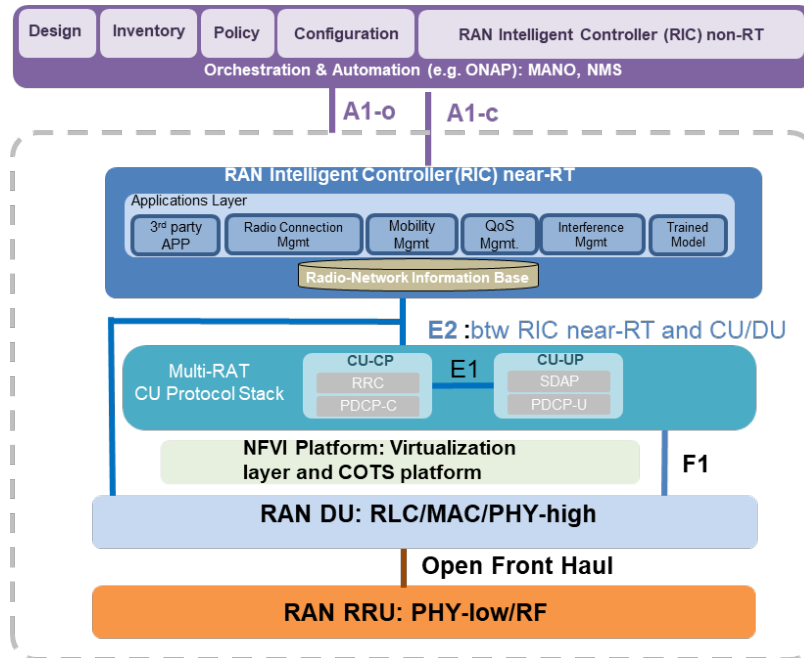 Design
Inventory
Policy
Configuration
RAN Intelligent Controller (RIC) non-RT
Orchestration & Automation (e.g. ONAP): MANO, NMS
A1-o
A1-c
RAN Intelligent Controller (RIC) near-RT
Applications Layer
3rd party
APP
Radio Connection
Mgmt
Mobility
Mgmt
QoS
Mgmt.
Interference
Mgmt
Trained
Model
Radio-Network Information Base
E2 :btw RIC near-RT and CU/DU
Multi-RAT
CU Protocol Stack
CU-CP
RRC
PDCP-C
E1
CU-UP
SDAP
PDCP-U
NFVI Platform: Virtualization
layer and COTS platform
F1
RAN DU: RLC/MAC/PHY-high
Open Front Haul
RAN RRU: PHY-low/RF